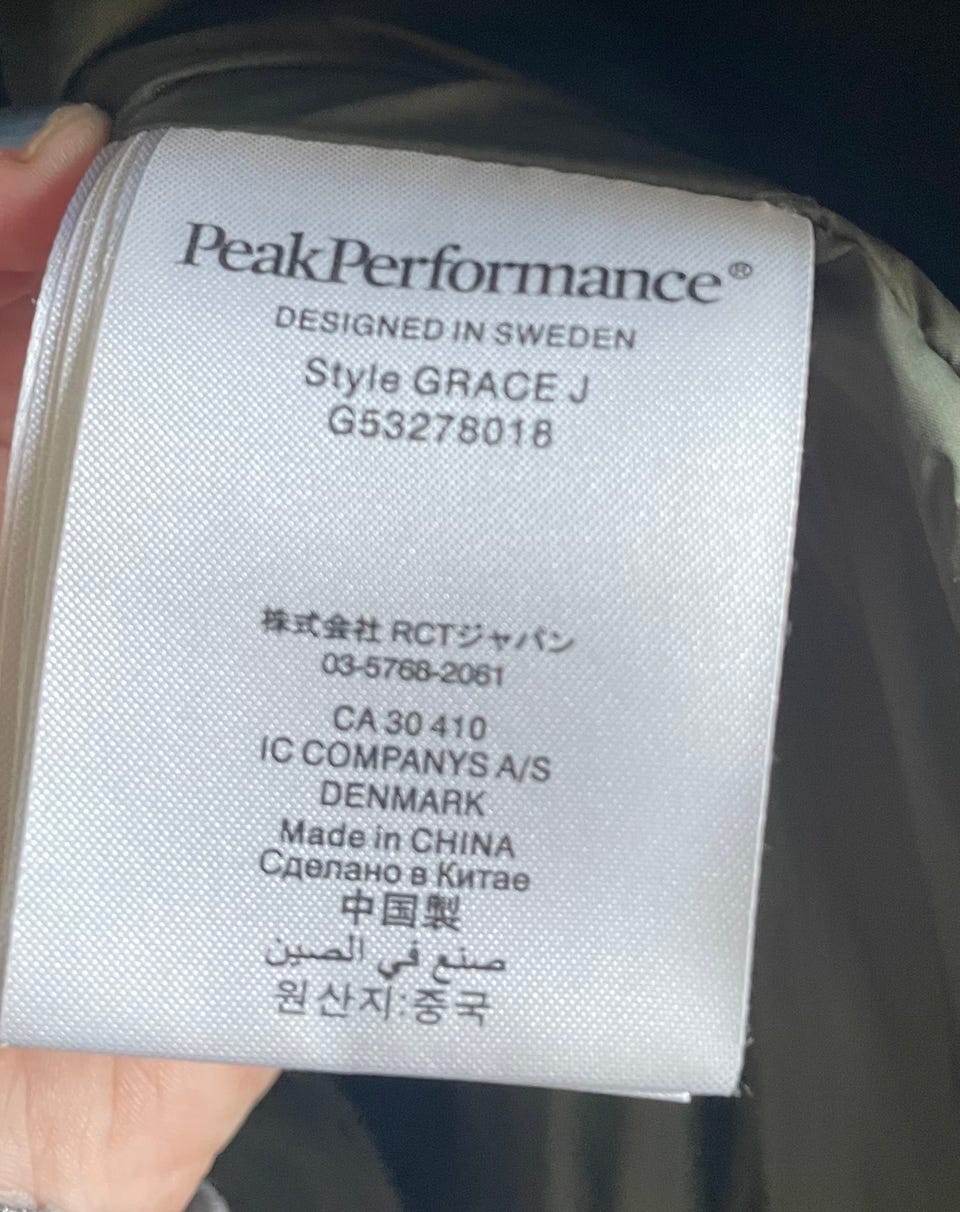 PeakPerformance®
DESIGNED IN SWEDEN
Style GRACE J
G53278018
株式会社 RCTジャパン
03-5768-2061
CA 30 410
IC COMPANYS A/S
DENMARK
Made in CHINA
Сделано в Китае
中国製
صنع في الصين
원산지:중국